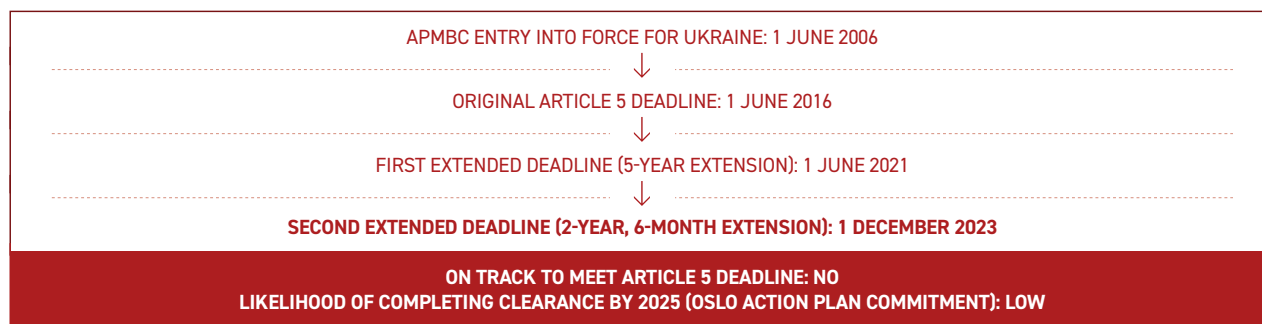 APMBC ENTRY INTO FORCE FOR UKRAINE: 1 JUNE 2006
ORIGINAL ARTICLE 5 DEADLINE: 1 JUNE 2016
FIRST EXTENDED DEADLINE (5-YEAR EXTENSION): 1 JUNE 2021
SECOND EXTENDED DEADLINE (2-YEAR, 6-MONTH EXTENSION): 1 DECEMBER 2023
ON TRACK TO MEET ARTICLE 5 DEADLINE: NO
LIKELIHOOD OF COMPLETING CLEARANCE BY 2025 (OSLO ACTION PLAN COMMITMENT): LOW